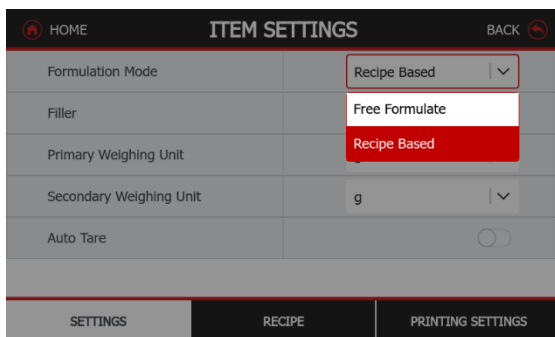 HOME ITEM SETTINGS BACK
Formulation Mode Recipe Based
Free Formulate
Filler
Recipe Based
Primary Weighing Unit
Secondary Weighing Unit g
Auto Tare
SETTINGS RECIPE PRINTING SETTINGS